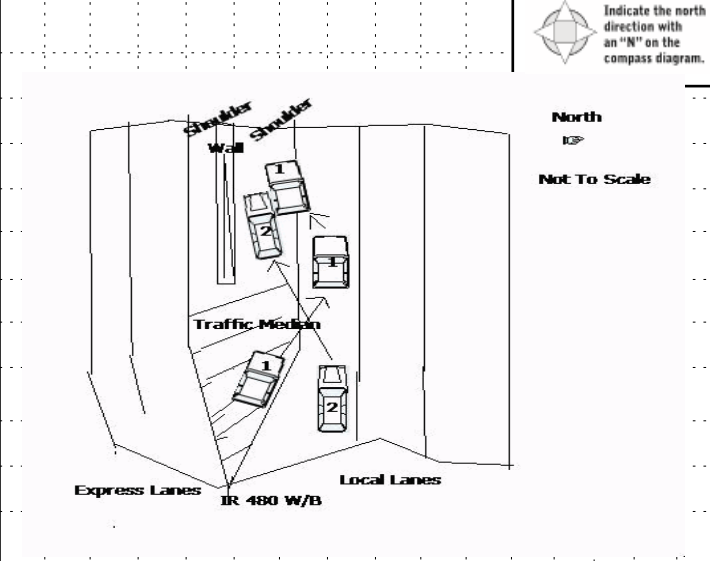 Indicate the north
direction with
an "N" on the
compass diagram.
Shoulder
Shoulder
North
Wall
1
Not To Scale
2
1
Traffic Median
1
2
Express Lanes
IR 480 W/B
Local Lanes